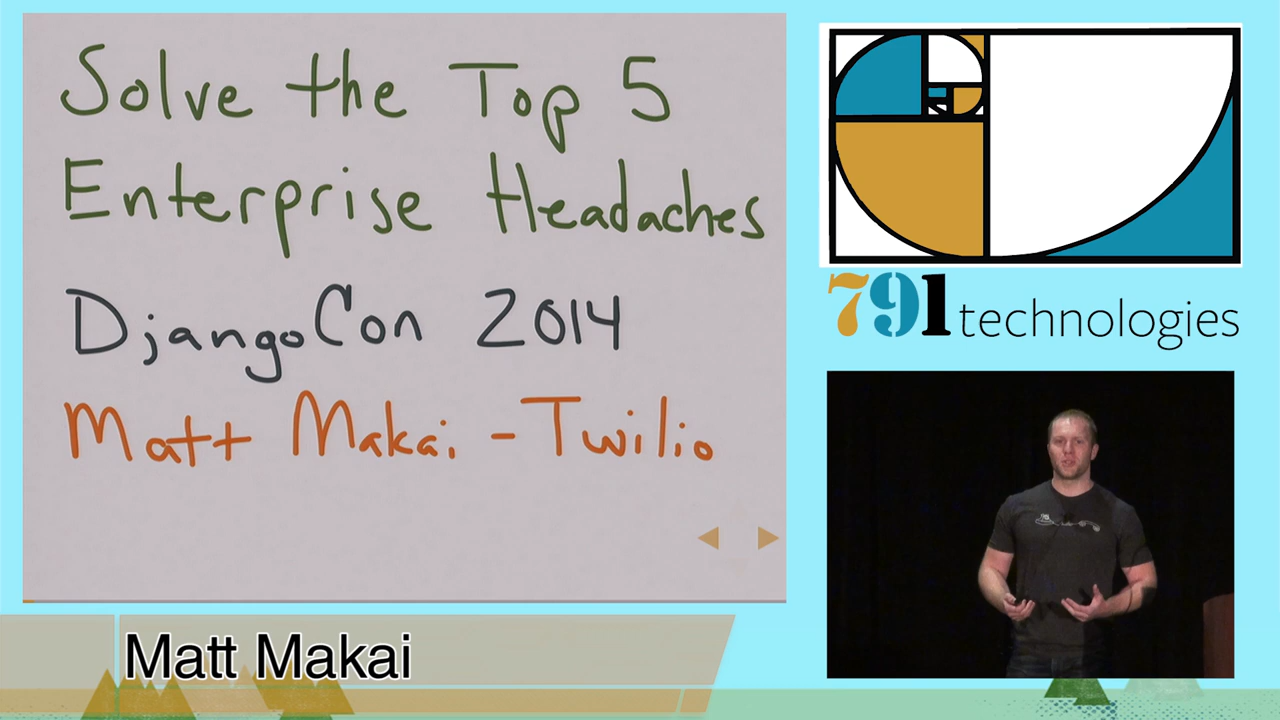 Solve the Top 5
Enterprise Headaches
DjangoCon 2014
Matt Makai - Twilio
791 technologies
Matt Makai